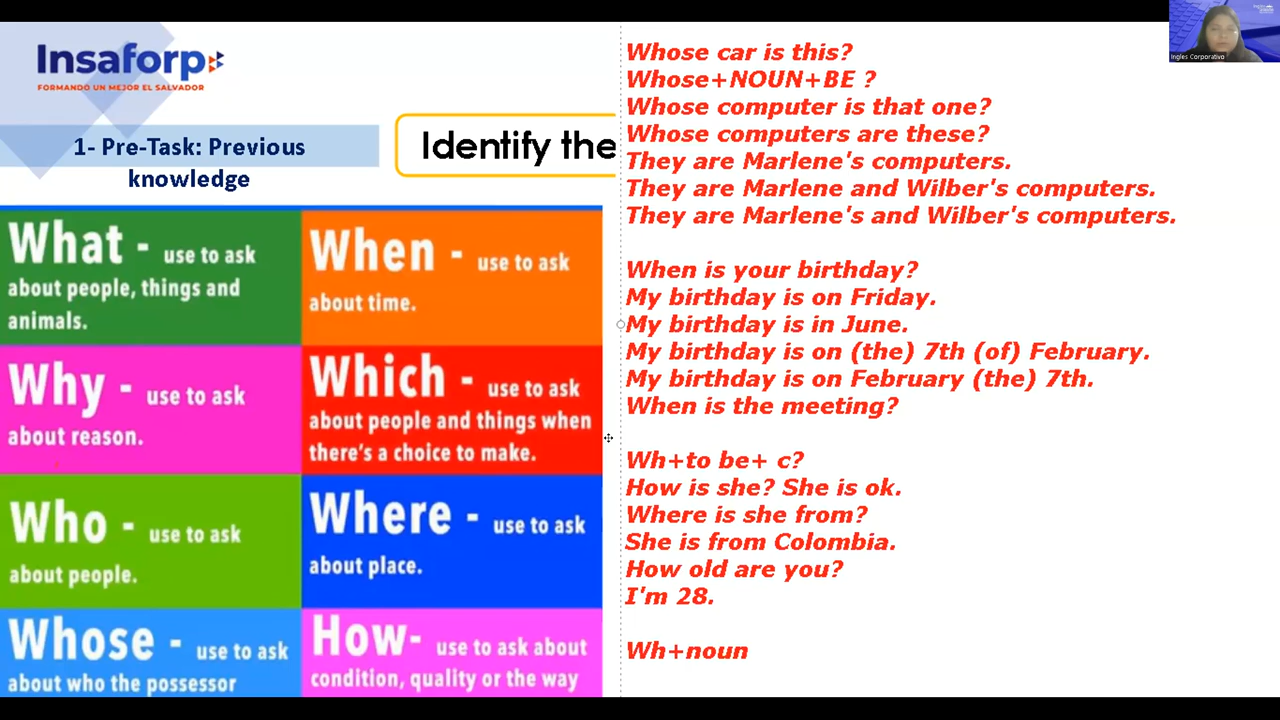 Insaforp
FORMANDO UN MEJOR EL SALVADOR
1- Pre-Task: Previous
knowledge
Identify the
What - use to ask
about people, things and
animals.
When - use to ask
about time.
Why - use to ask
about reason.
Which - use to ask
about people and things when
there's a choice to make.
Who - use to ask
about people.
Where - use to ask
about place.
Whose - use to ask
about who the possessor
How- use to ask about
condition, quality or the way
Whose car is this?
Whose+NOUN+BE ?
Whose computer is that one?
Whose computers are these?
They are Marlene's computers.
They are Marlene and Wilber's computers.
They are Marlene's and Wilber's computers.
When is your birthday?
My birthday is on Friday.
My birthday is in June.
My birthday is on (the) 7th (of) February.
My birthday is on February (the) 7th.
When is the meeting?
Wh+to be+ c?
How is she? She is ok.
Where is she from?
She is from Colombia.
How old are you?
I'm 28.
Wh+noun
Ingles Corporativo